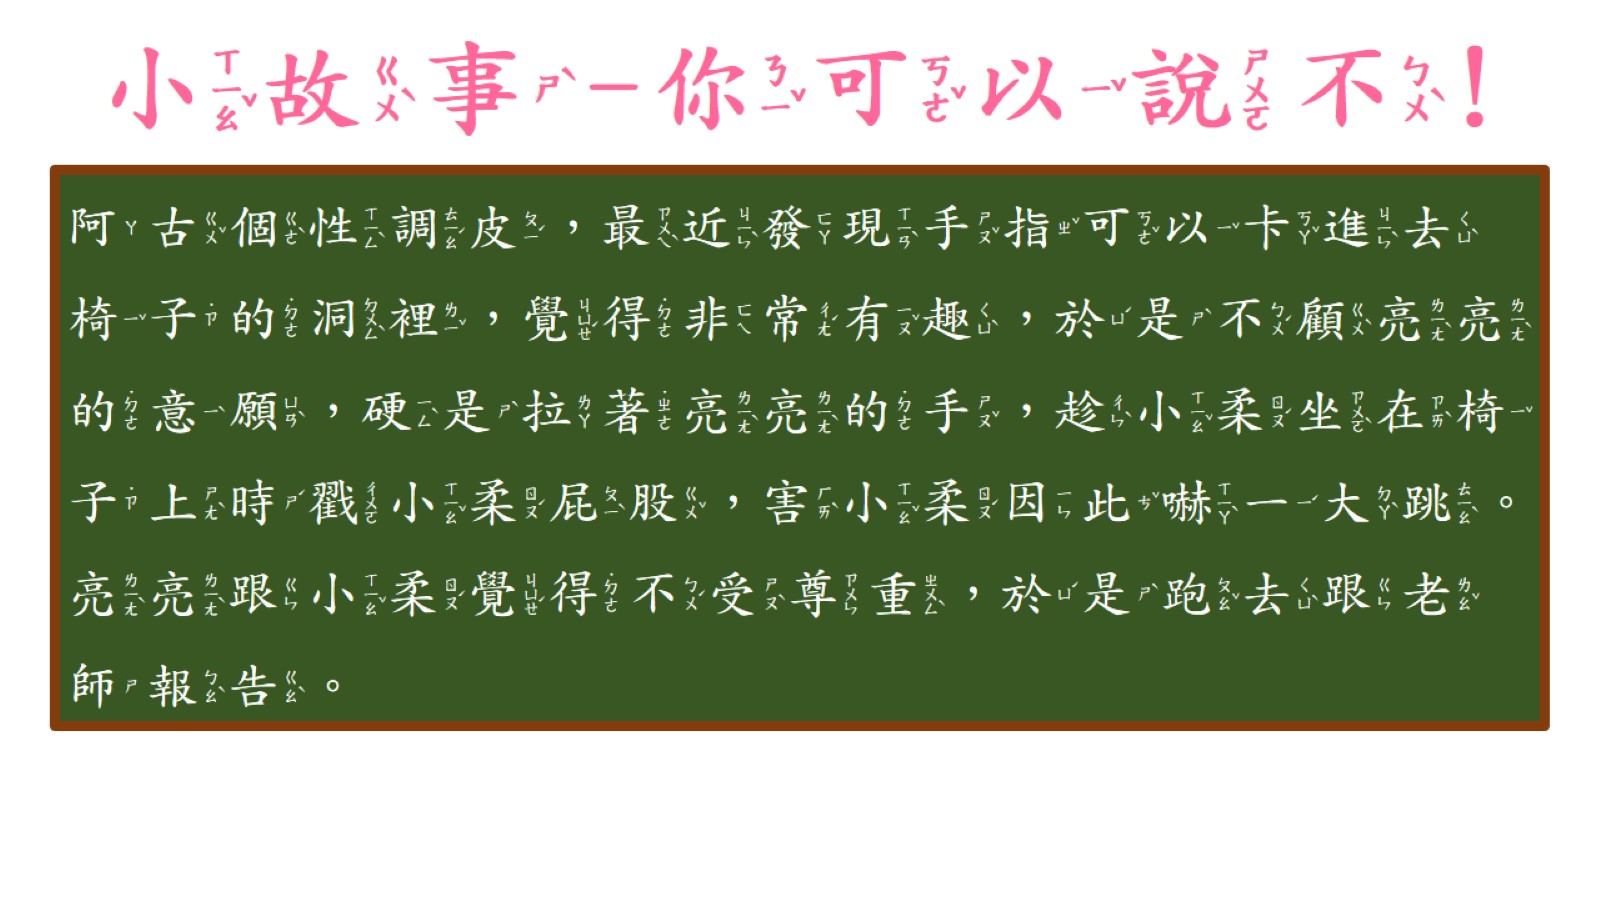 小故事－你可以說不！
阿古個性調皮，最近發現手指可以卡進去
椅子的洞裡，覺得非常有趣，於是不顧亮亮
的意願，硬是拉著亮亮的手，趁小柔坐在椅
子上時戳小柔屁股，害小柔因此嚇一大跳。
亮亮跟小柔覺得不受尊重，於是跑去跟老
師報告。